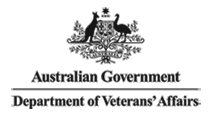 Australian Government
Department of Veterans' Affairs